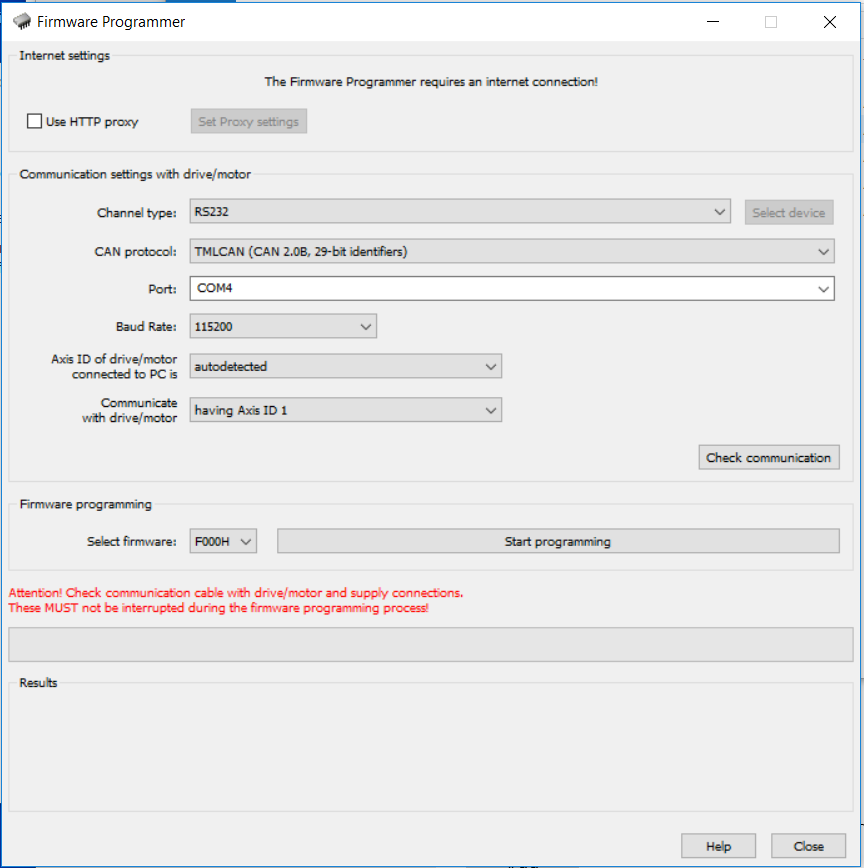 Firmware Programmer
Internet settings
The Firmware Programmer requires an internet connection!
Use HTTP proxy
Set Proxy settings
Communication settings with drive/motor
Channel type:
RS232
Select device
CAN protocol:
TMLCAN (CAN 2.0B, 29-bit identifiers)
Port:
COM4
Baud Rate:
115200
Axis ID of drive/motor
connected to PC is
autodetected
Communicate
with drive/motor
having Axis ID 1
Check communication
Firmware programming
Select firmware:
F000H
Start programming
Attention! Check communication cable with drive/motor and supply connections.
These MUST not be interrupted during the firmware programming process!
Results
Help
Close